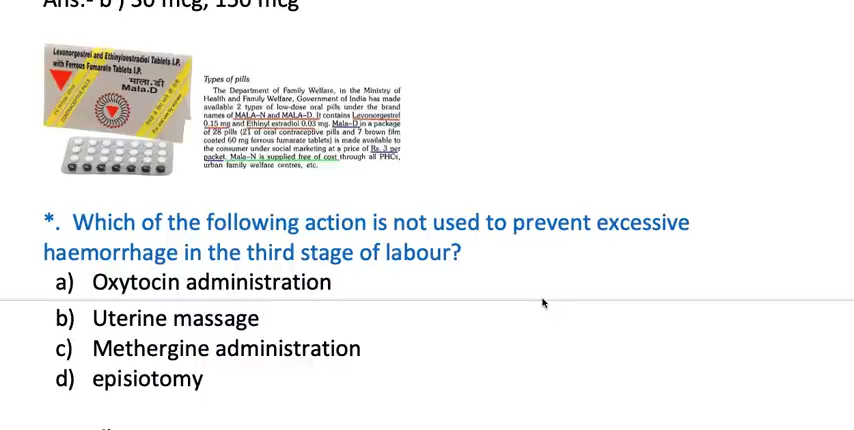 Levonorgestrel and Ethinyloestradiol Tablets I.P.
with Ferrous Fumarate Tablets I.P.
माला-डी
Mala-D
CONTRACEPTIVE PILLS
Types of pills
The Department of Family Welfare, in the Ministry of
Health and Family Welfare, Government of India has made
available 2 types of low-dose oral pills under the brand
names of MALA-N and MALA-D. It contains Levonorgestrel
0.15 mg and Ethinyl estradiol 0.03 mg. Mala-D in a package
of 28 pills (21 of oral contraceptive pills and 7 brown film
coated 60 mg ferrous fumarate tablets) is made available to
the consumer under social marketing at a price of Rs. 3 per
packet. Mala-N is supplied free of cost through all PHCs,
urban family welfare centres, etc.
*. Which of the following action is not used to prevent excessive
haemorrhage in the third stage of labour?
a) Oxytocin administration
b) Uterine massage
c) Methergine administration
d) episiotomy